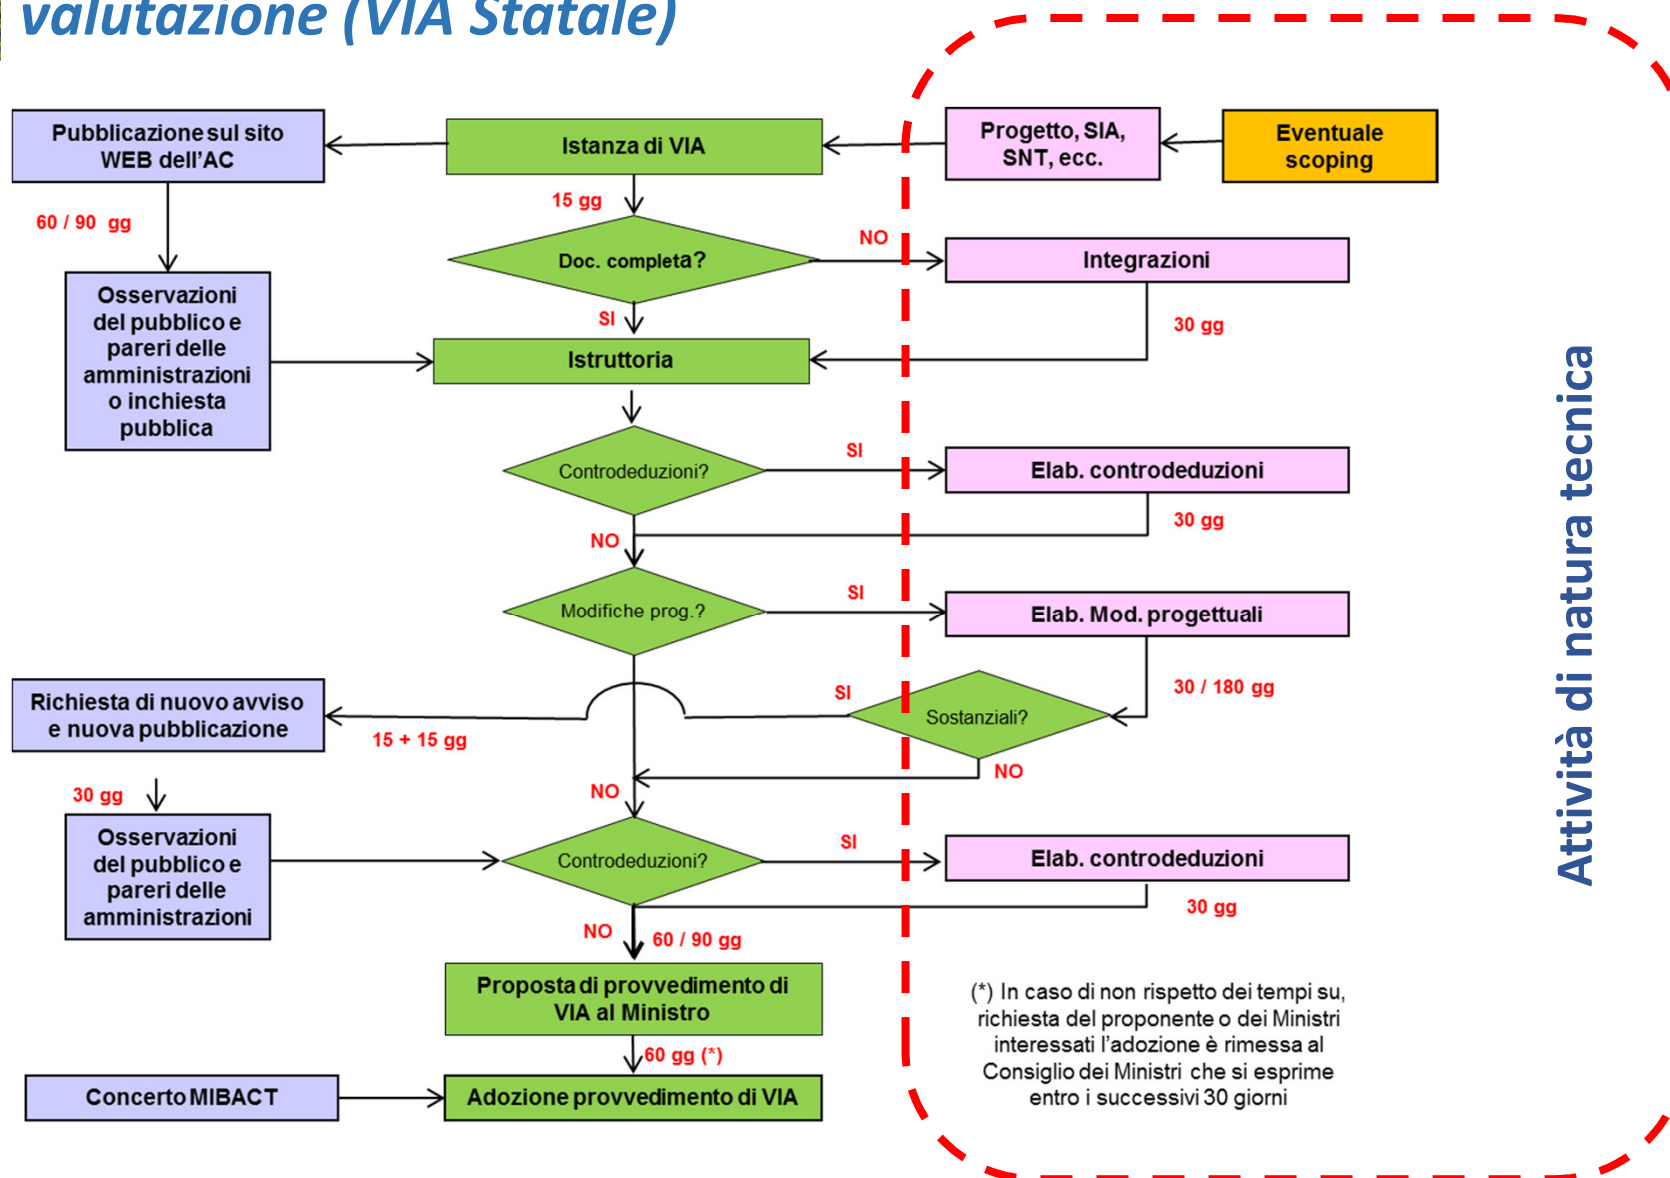 valutazione (VIA Statale)
Pubblicazione sul sito
WEB dell'AC
Istanza di VIA
Progetto, SIA,
SNT, ecc.
Eventuale
scoping
60 / 90 gg
15 gg
Doc. completa?
NO
Integrazioni
SI
30 gg
Osservazioni
del pubblico e
pareri delle
amministrazioni
o inchiesta
pubblica
Istruttoria
Controdeduzioni?
SI
Elab. controdeduzioni
NO
30 gg
Modifiche prog.?
SI
Elab. Mod. progettuali
30 / 180 gg
Richiesta di nuovo avviso
e nuova pubblicazione
15 + 15 gg
SI
Sostanziali?
NO
NO
30 gg
Osservazioni
del pubblico e
pareri delle
amministrazioni
Controdeduzioni?
SI
Elab. controdeduzioni
30 gg
NO
60 / 90 gg
Proposta di provvedimento di
VIA al Ministro
60 gg (*)
Concerto MIBACT
Adozione provvedimento di VIA
(*) In caso di non rispetto dei tempi su,
richiesta del proponente o dei Ministri
interessati l'adozione è rimessa al
Consiglio dei Ministri che si esprime
entro i successivi 30 giorni
Attività di natura tecnica